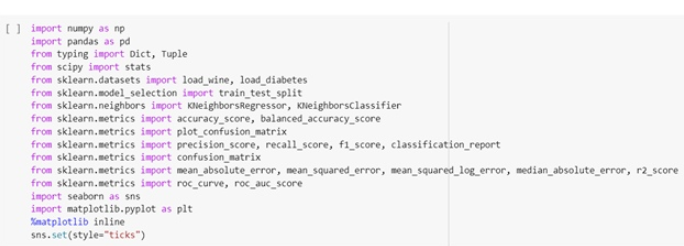 [ ] import numpy as np
import pandas as pd
from typing import Dict, Tuple
from scipy import stats
from sklearn.datasets import load_wine, load_diabetes
from sklearn.model_selection import train_test_split
from sklearn.neighbors import KNeighborsRegressor, KNeighborsClassifier
from sklearn.metrics import accuracy_score, balanced_accuracy_score
from sklearn.metrics import plot_confusion_matrix
from sklearn.metrics import precision_score, recall_score, f1_score, classification_report
from sklearn.metrics import confusion_matrix
from sklearn.metrics import mean_absolute_error, mean_squared_error, mean_squared_log_error, median_absolute_error, r2_score
from sklearn.metrics import roc_curve, roc_auc_score
import seaborn as sns
import matplotlib.pyplot as plt
%matplotlib inline
sns.set(style="ticks")